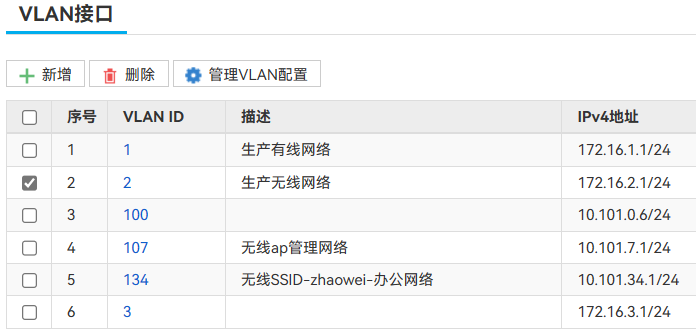 VLAN接口
新增 删除 管理VLAN配置
序号 VLAN ID 描述 IPv4地址
1 1 生产有线网络 172.16.1.1/24
2 2 生产无线网络 172.16.2.1/24
3 100 10.101.0.6/24
4 107 无线ap管理网络 10.101.7.1/24
5 134 无线SSID-zhaowei-办公网络 10.101.34.1/24
6 3 172.16.3.1/24